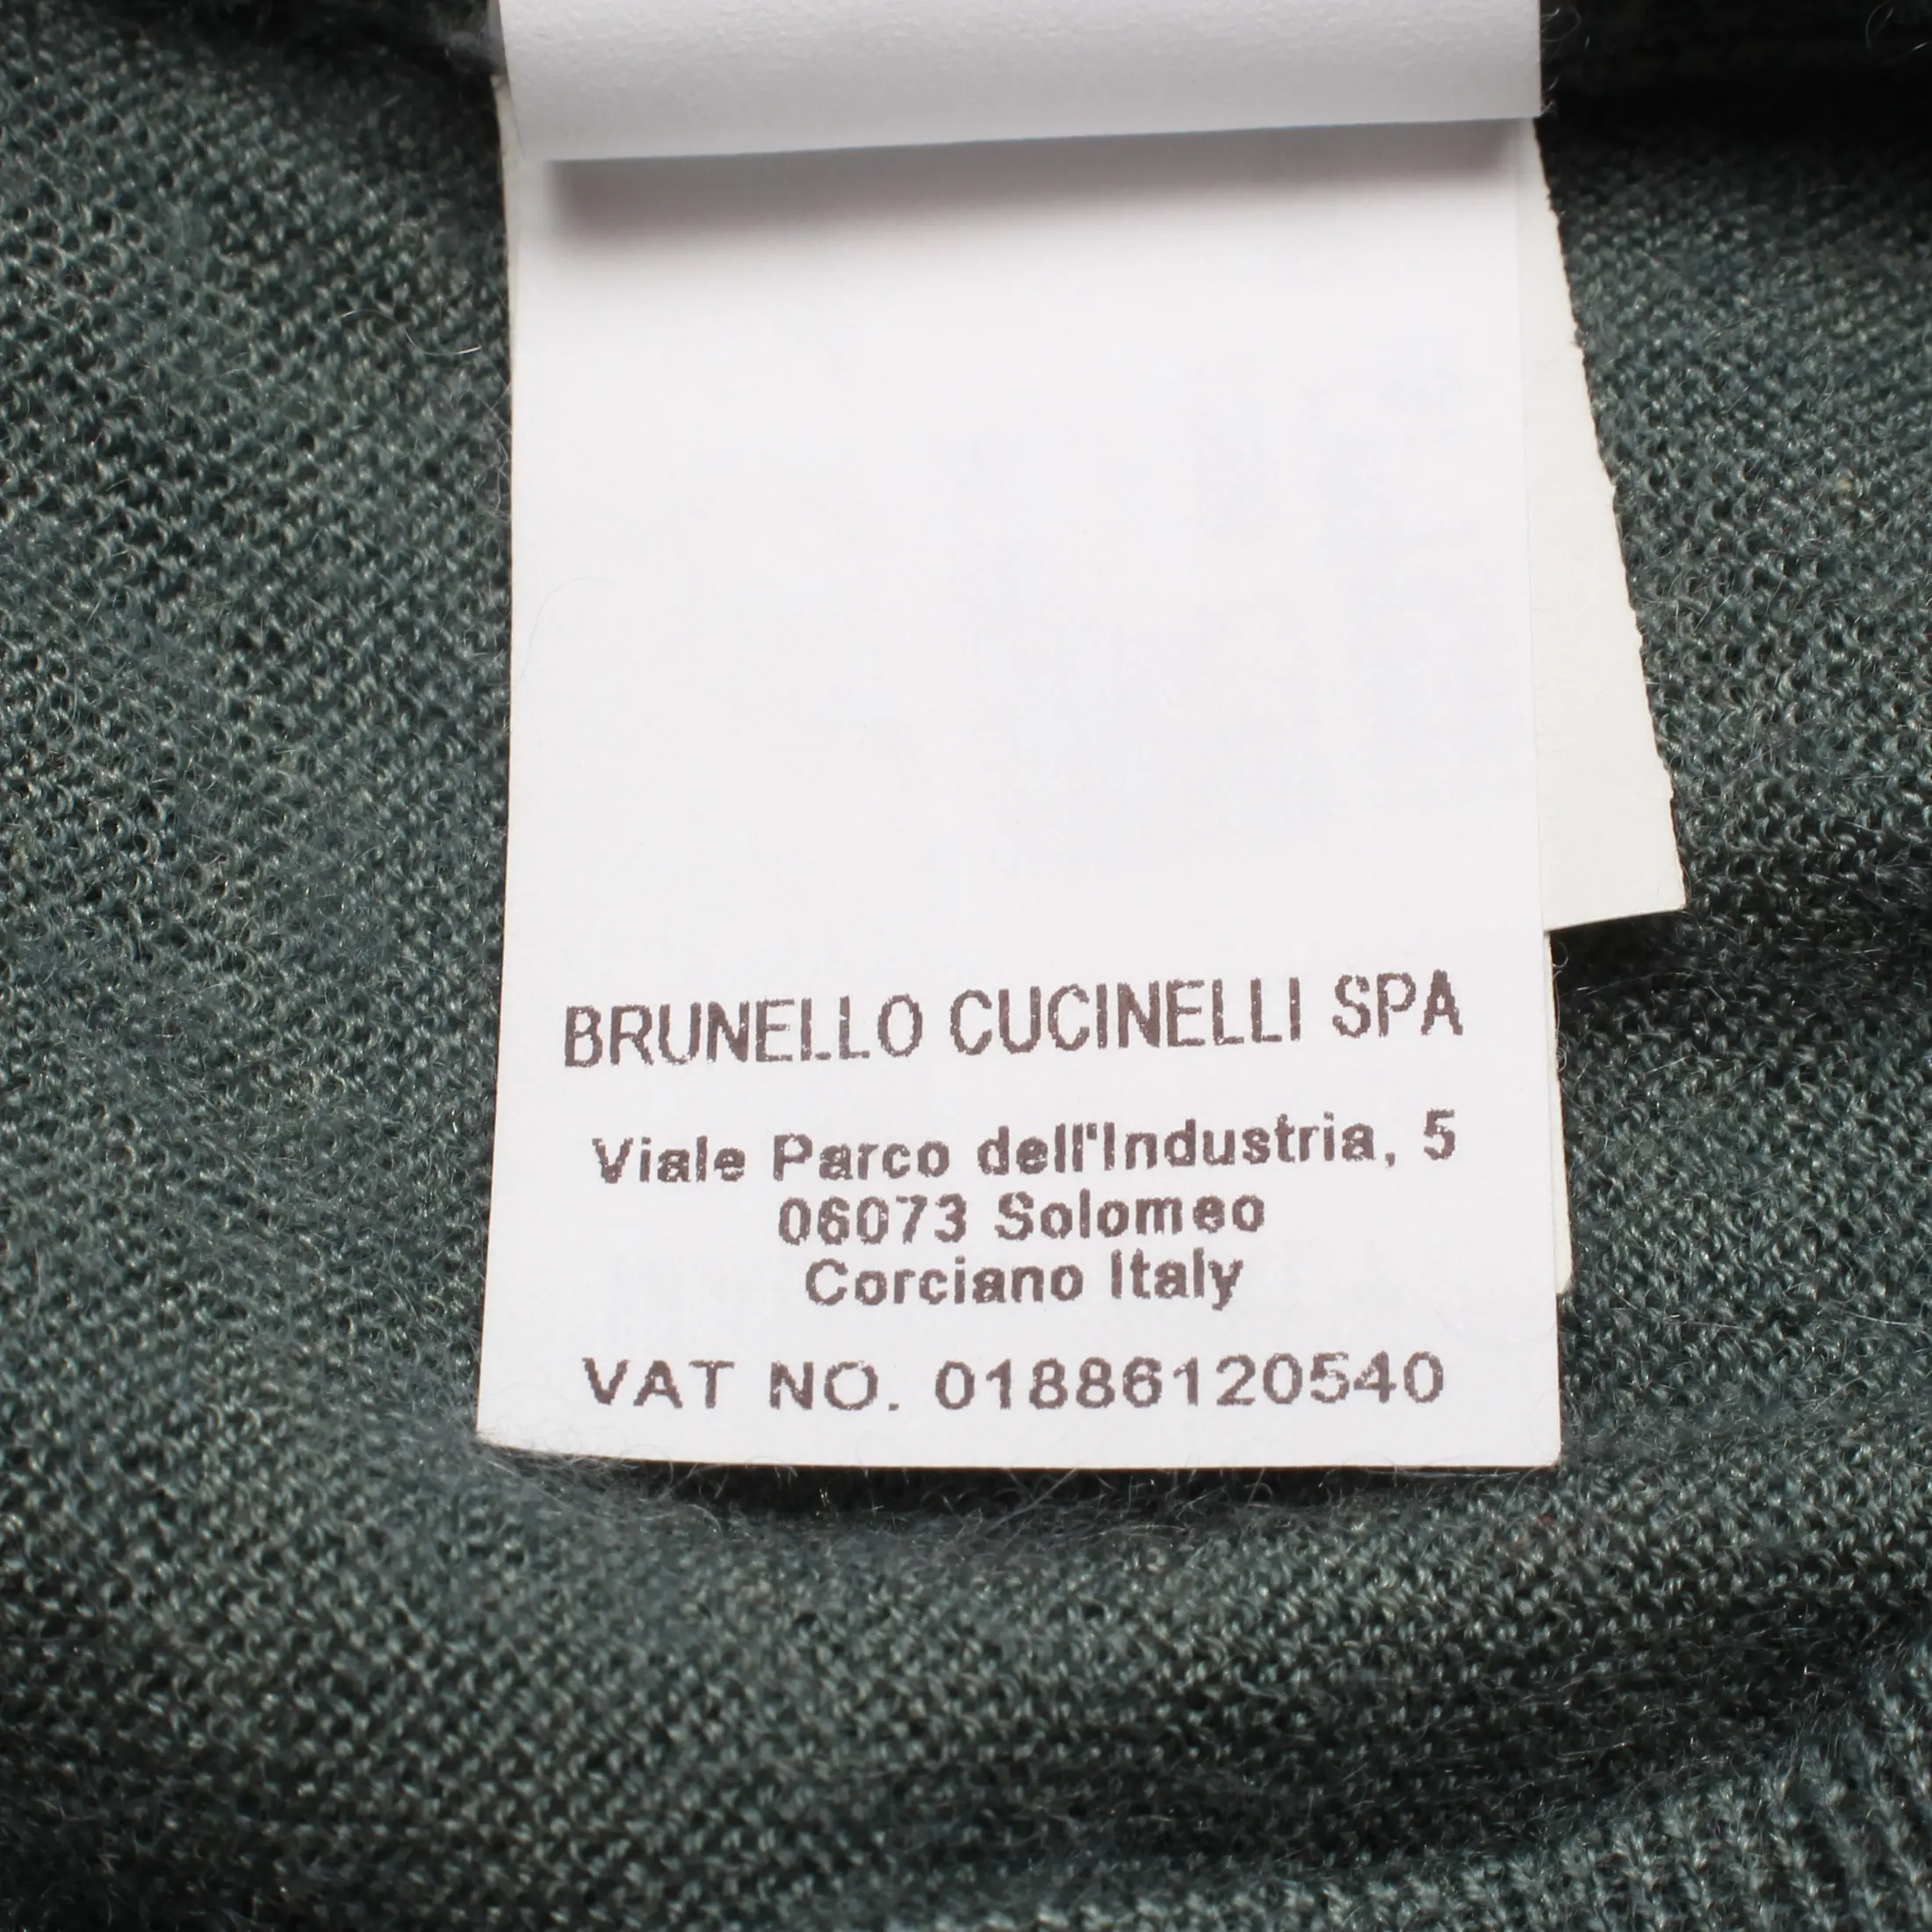 BRUNELLO CUCINELLI SPA
Viale Parco dell'Industria, 5
06073 Solomeo
Corciano Italy
VAT NO. 01886120540